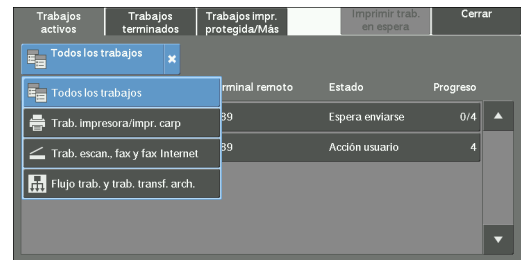 Trabajos activos
Trabajos terminados
Trabajos impr. protegida/Más
Imprimir trab. en espera
Cerrar
Todos los trabajos
Todos los trabajos
Trab. impresora/impr. carp
Trab. escan., fax y fax Internet
Flujo trab. y trab. transf. arch.
rminal remoto Estado Progreso
39 Espera enviarse 0/4
39 Acción usuario 4